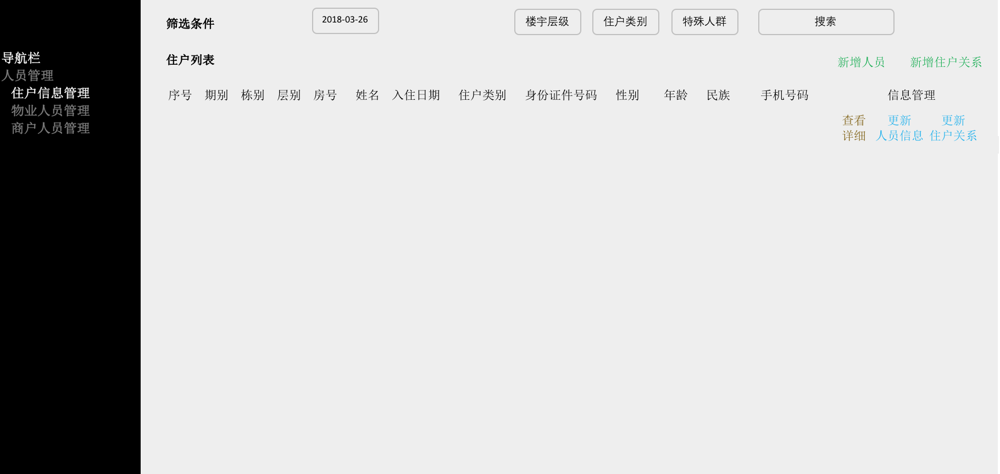 导航栏
人员管理
住户信息管理
物业人员管理
商户人员管理
筛选条件 2018-03-26 楼宇层级 住户类别 特殊人群 搜索
住户列表 新增人员 新增住户关系
序号 期别 栋别 层别 房号 姓名 入住日期 住户类别 身份证件号码 性别 年龄 民族 手机号码 信息管理
查看 更新 更新
详细 人员信息 住户关系